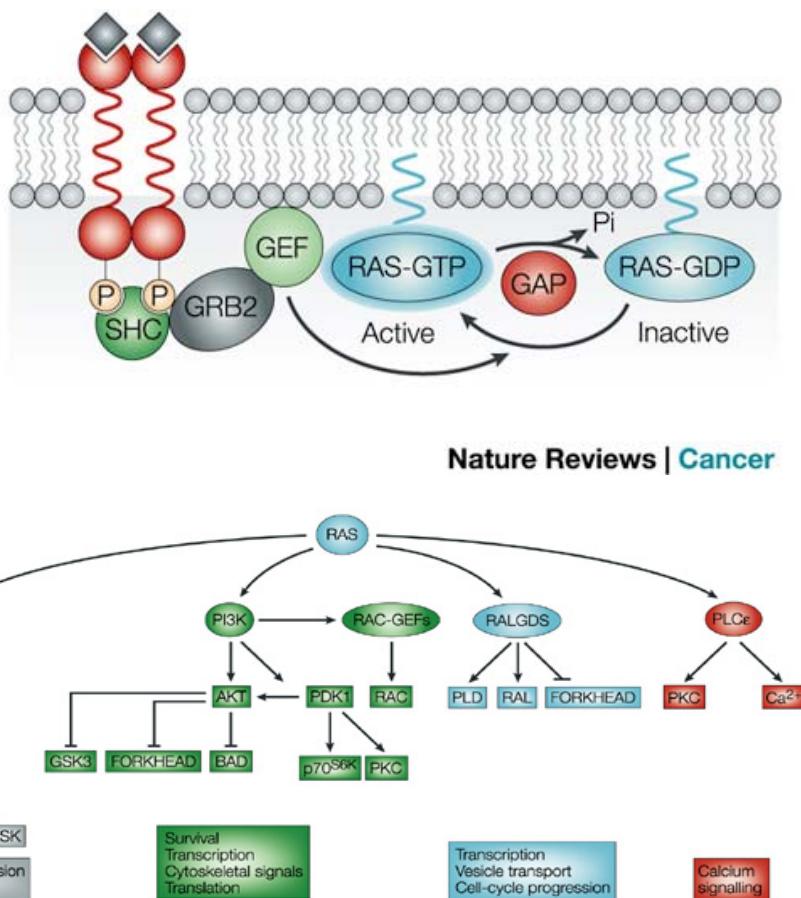 GEF
RAS-GTP
Pi
GAP
RAS-GDP
P
P
SHC
GRB2
Active
Inactive
Nature Reviews | Cancer
RAS
PI3K
RAC-GEFs
RALGDS
PLCε
AKT
PDK1
RAC
PLD
RAL
FORKHEAD
PKC
Ca²⁺
GSK3
FORKHEAD
BAD
p70S6K
PKC
SK
sion
Survival
Transcription
Cytoskeletal signals
Translation
Transcription
Vesicle transport
Cell-cycle progression
Calcium
signalling